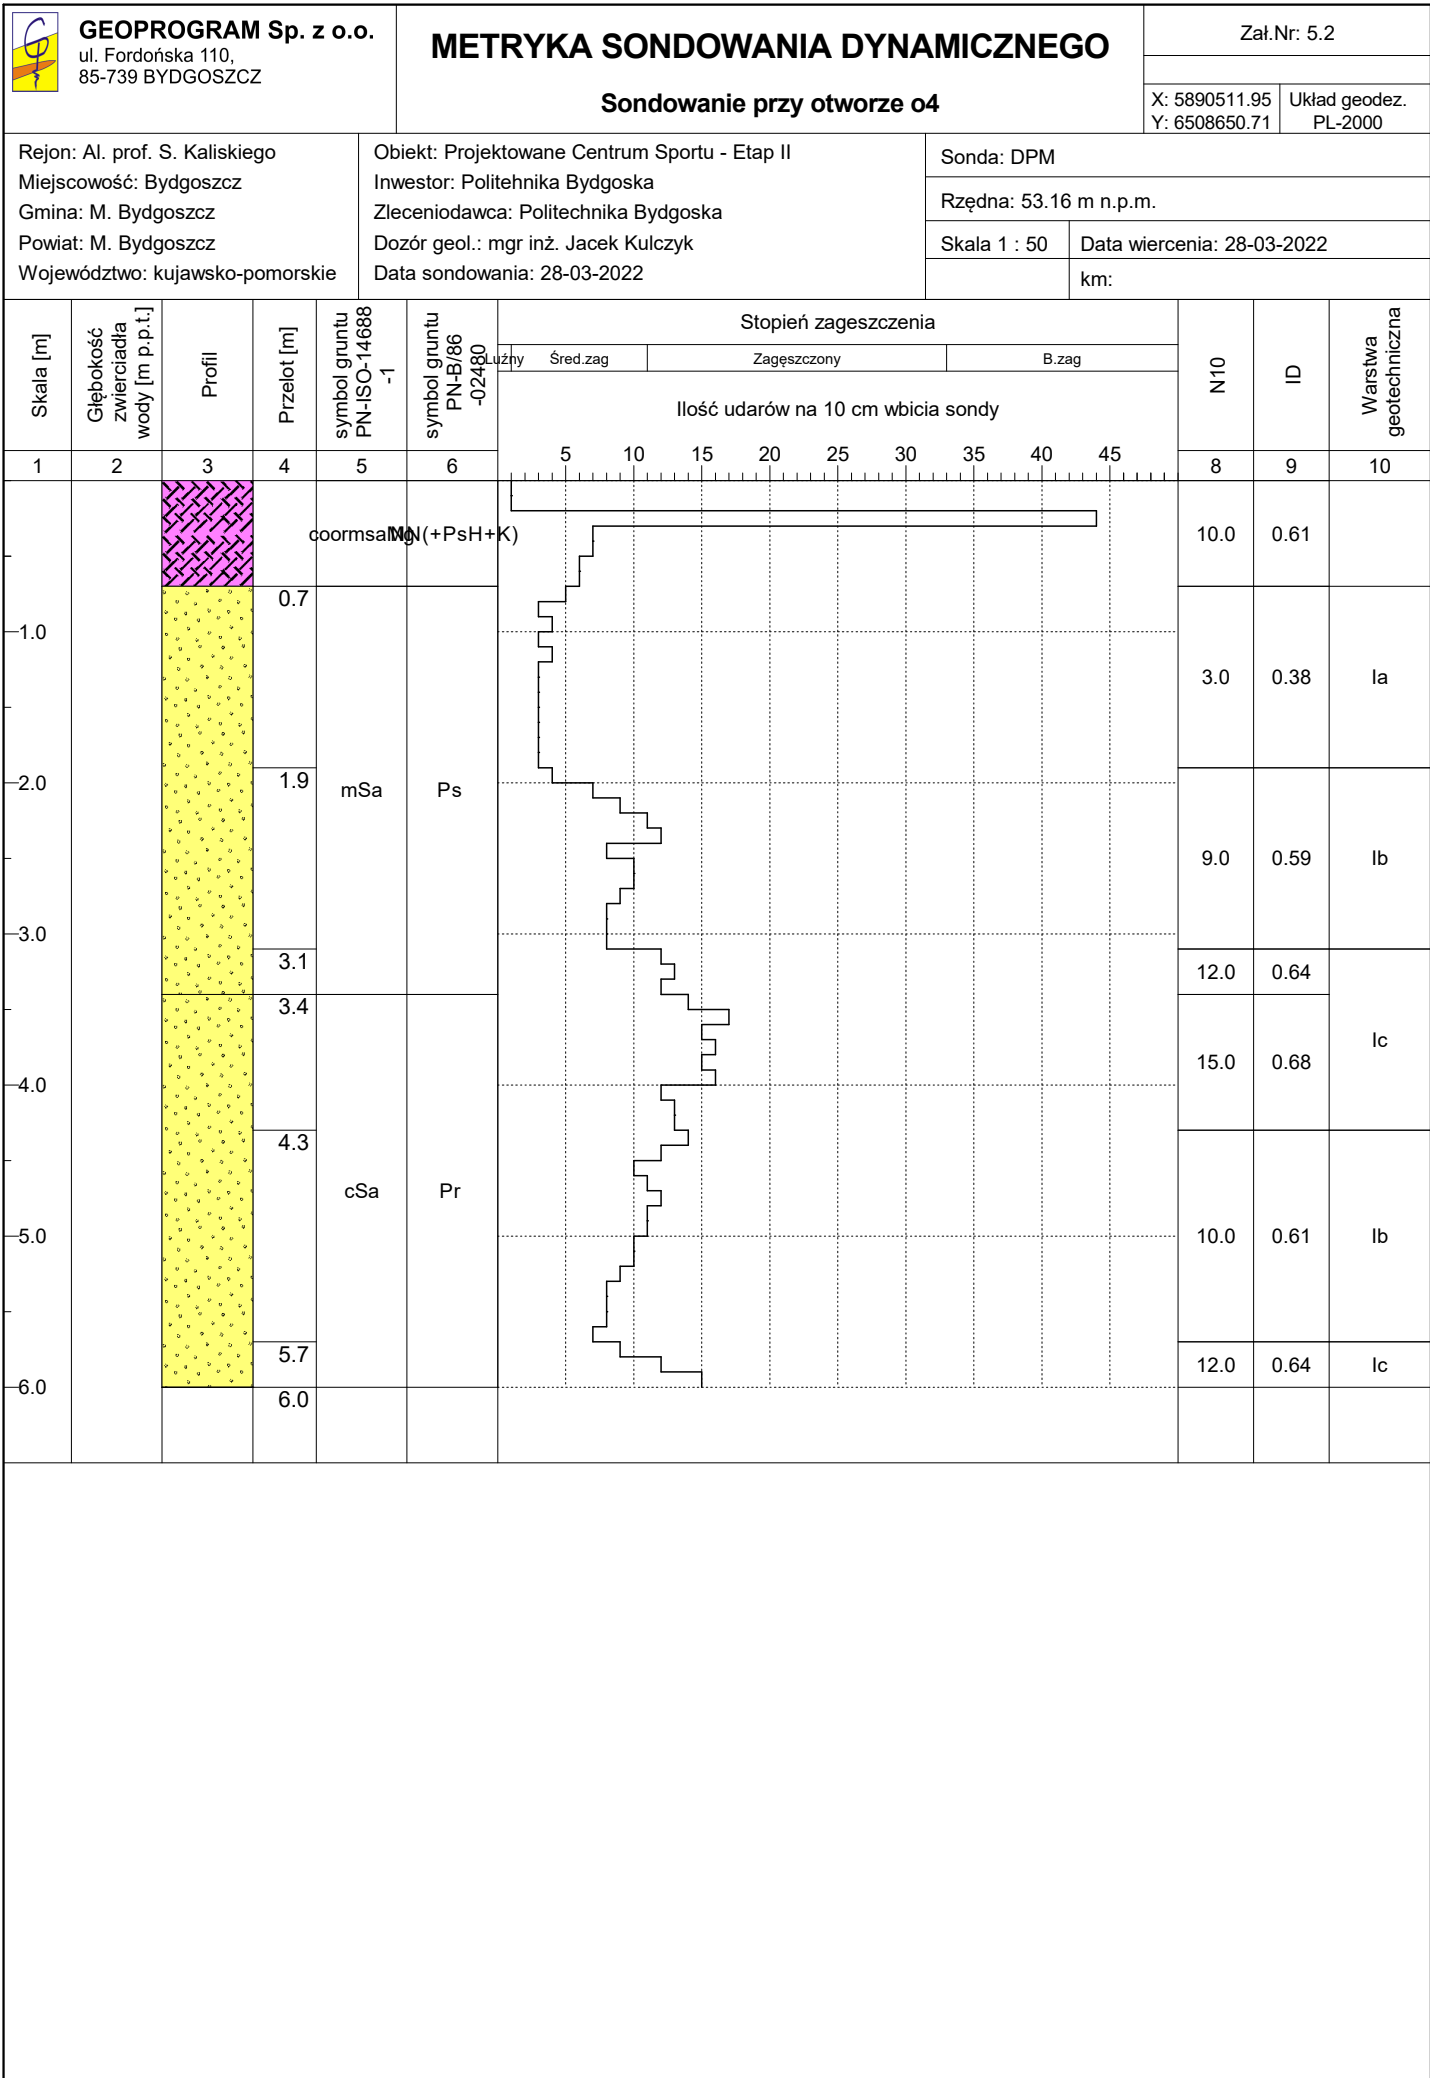 GEOPROGRAM Sp. z o.o.
ul. Fordońska 110,
85-739 BYDGOSZCZ
METRYKA SONDOWANIA DYNAMICZNEGO
Sondowanie przy otworze o4
Zał.Nr: 5.2
X: 5890511.95
Y: 6508650.71
Układ geodez.
PL-2000
Rejon: Al. prof. S. Kaliskiego
Miejscowość: Bydgoszcz
Gmina: M. Bydgoszcz
Powiat: M. Bydgoszcz
Województwo: kujawsko-pomorskie
Obiekt: Projektowane Centrum Sportu - Etap II
Inwestor: Politehnika Bydgoska
Zleceniodawca: Politechnika Bydgoska
Dozór geol.: mgr inż. Jacek Kulczyk
Data sondowania: 28-03-2022
Sonda: DPM
Rzędna: 53.16 m n.p.m.
Skala 1 : 50
Data wiercenia: 28-03-2022
km:
Skala [m]
Głębokość
zwierciadła
wody [m p.p.t.]
Profil
Przelot [m]
symbol gruntu
PN-ISO-14688
-1
symbol gruntu
PN-B/86
-02480
Stopień zageszczenia
Luźny
Śred.zag
Zagęszczony
B.zag
Ilość udarów na 10 cm wbicia sondy
5 10 15 20 25 30 35 40 45
N10
ID
Warstwa
geotechniczna
1 2 3 4 5 6 8 9 10
(+PsH+K)
10.0 0.61
0.7
1.0
3.0 0.38 Ia
1.9
2.0
mSa Ps
9.0 0.59 Ib
3.0
3.1
12.0 0.64
3.4
Ic
15.0 0.68
4.0
4.3
cSa Pr
5.0
10.0 0.61 Ib
5.7
12.0 0.64 Ic
6.0
6.0